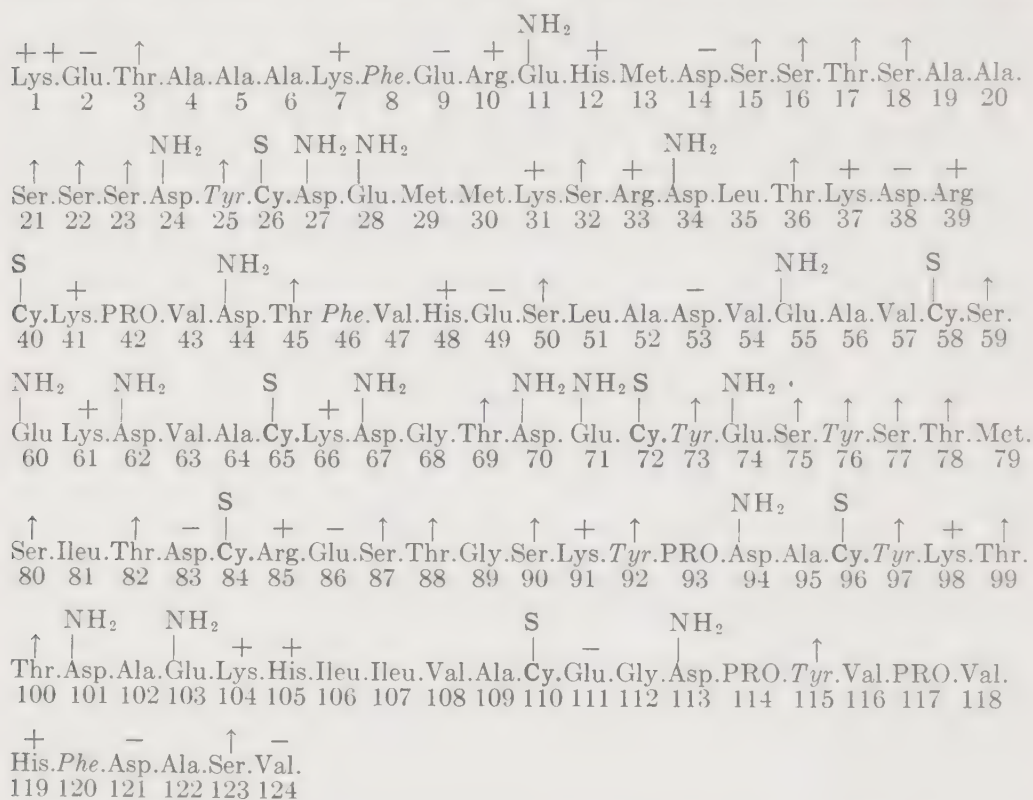 NH₂
+ + − ↑ + − + | + − ↑ ↑ ↑ ↑
Lys.Glu.Thr.Ala.Ala.Ala.Lys.Phe.Glu.Arg.Glu.His.Met.Asp.Ser.Ser.Thr.Ser.Ala.Ala.
1 2 3 4 5 6 7 8 9 10 11 12 13 14 15 16 17 18 19 20
NH₂ S NH₂ NH₂
↑ ↑ ↑ | ↑ | | | + ↑ + | ↑ + − +
Ser.Ser.Ser.Asp.Tyr.Cy.Asp.Glu.Met.Met.Lys.Ser.Arg.Asp.Leu.Thr.Lys.Asp.Arg
21 22 23 24 25 26 27 28 29 30 31 32 33 34 35 36 37 38 39
NH₂
S NH₂ NH₂ S
| + | ↑ + − ↑ − | | ↑
Cy.Lys.PRO.Val.Asp.Thr Phe.Val.His.Glu.Ser.Leu.Ala.Asp.Val.Glu.Ala.Val.Cy.Ser.
40 41 42 43 44 45 46 47 48 49 50 51 52 53 54 55 56 57 58 59
NH₂ NH₂ S NH₂ NH₂ NH₂ S NH₂
| + | | + | ↑ | | | ↑ | ↑ ↑ ↑ ↑
Glu Lys.Asp.Val.Ala.Cy.Lys.Asp.Gly.Thr.Asp. Glu. Cy.Tyr.Glu.Ser.Tyr.Ser.Thr.Met.
60 61 62 63 64 65 66 67 68 69 70 71 72 73 74 75 76 77 78 79
S NH₂ S
↑ ↑ − | + − ↑ ↑ ↑ + ↑ | | ↑ + ↑
Ser.Ileu.Thr.Asp.Cy.Arg.Glu.Ser.Thr.Gly.Ser.Lys.Tyr.PRO.Asp.Ala.Cy.Tyr.Lys.Thr.
80 81 82 83 84 85 86 87 88 89 90 91 92 93 94 95 96 97 98 99
NH₂ NH₂ S NH₂
↑ | | + + | − | ↑
Thr.Asp.Ala.Glu.Lys.His.Ileu.Ileu.Val.Ala.Cy.Glu.Gly.Asp.PRO.Tyr.Val.PRO.Val.
100 101 102 103 104 105 106 107 108 109 110 111 112 113 114 115 116 117 118
+ − ↑ −
His.Phe.Asp.Ala.Ser.Val.
119 120 121 122 123 124